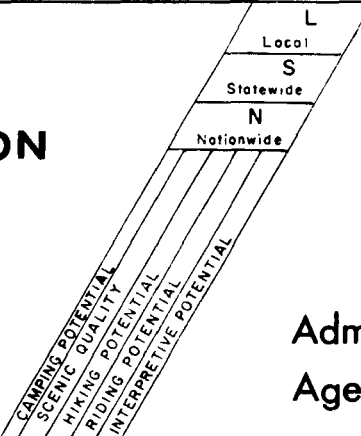 L
Local
S
Statewide
N
Nationwide
ON
CAMPING POTENTIAL
SCENIC QUALITY
HIKING POTENTIAL
RIDING POTENTIAL
INTERPRETIVE POTENTIAL
Adm
Age